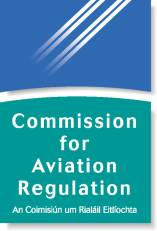 Commission
for
Aviation
Regulation
An Coimisiún um Rialáil Eitlíochta